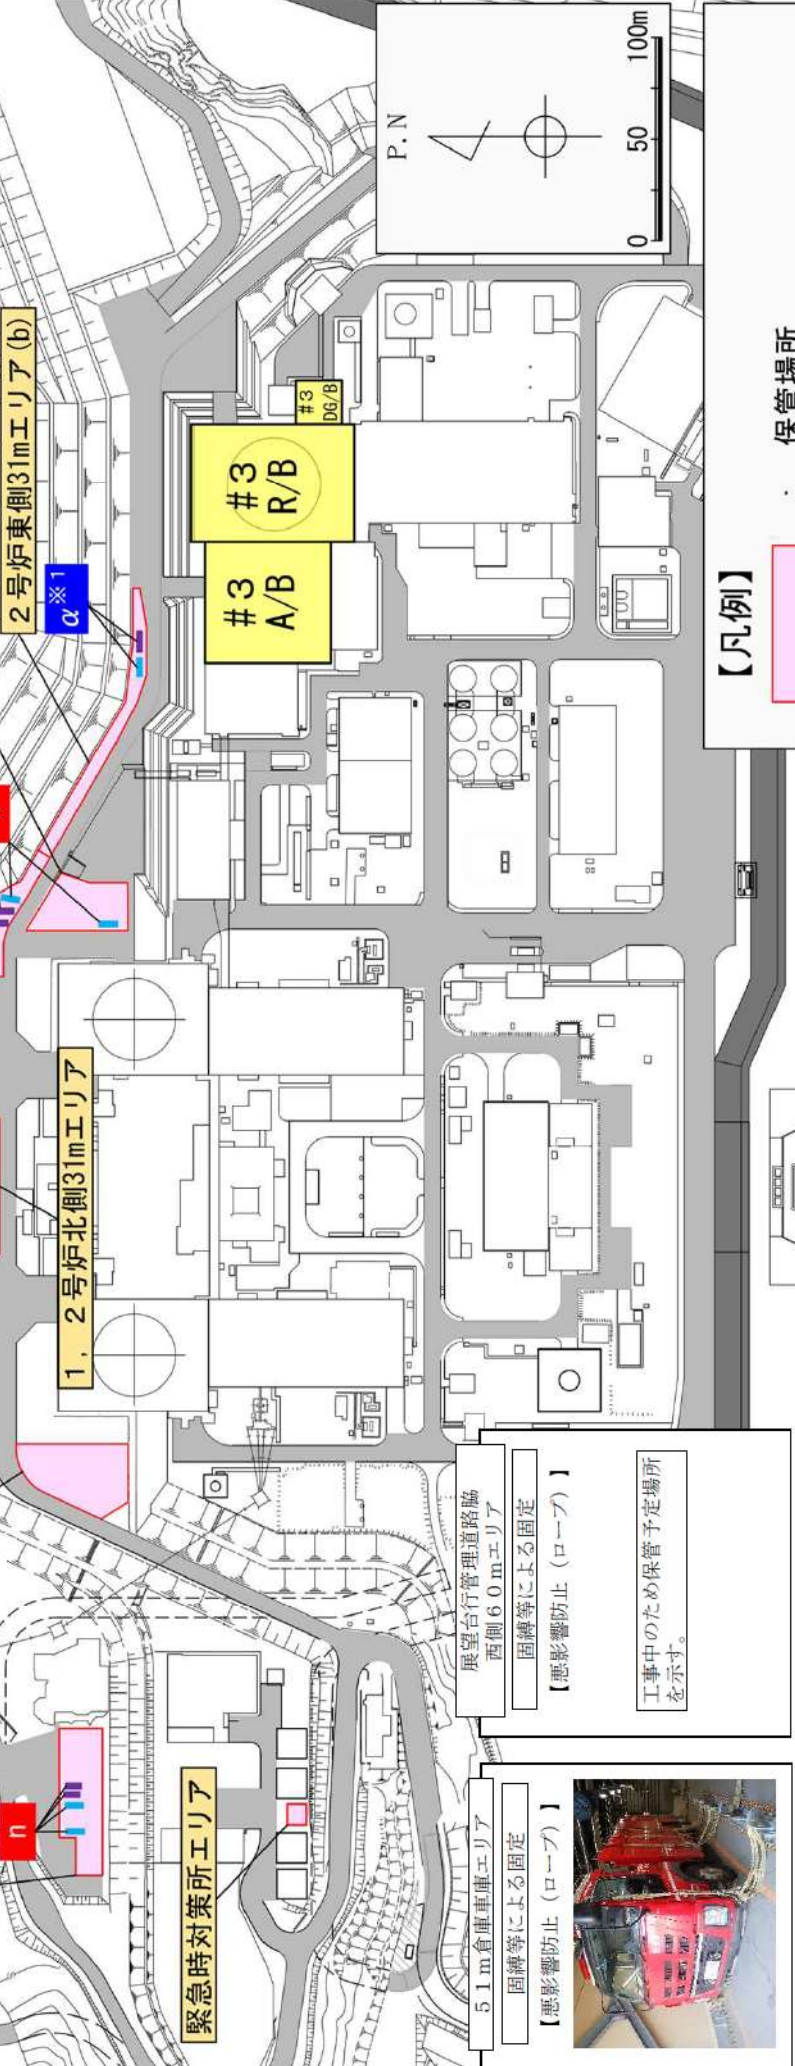 n
緊急時対策所エリア
1，2号炉北側31mエリア
2号炉東側31mエリア(b)
α※1
#3
A/B
#3
R/B
#3
DG/B
P.N
0
50
100m
51m倉庫車庫エリア
固縛等による固定
【悪影響防止（ロープ）】
展望台行管理道路脇
西側60mエリア
固縛等による固定
【悪影響防止（ロープ）】
工事中のため保管予定場所
を示す。
【凡例】
保管場所